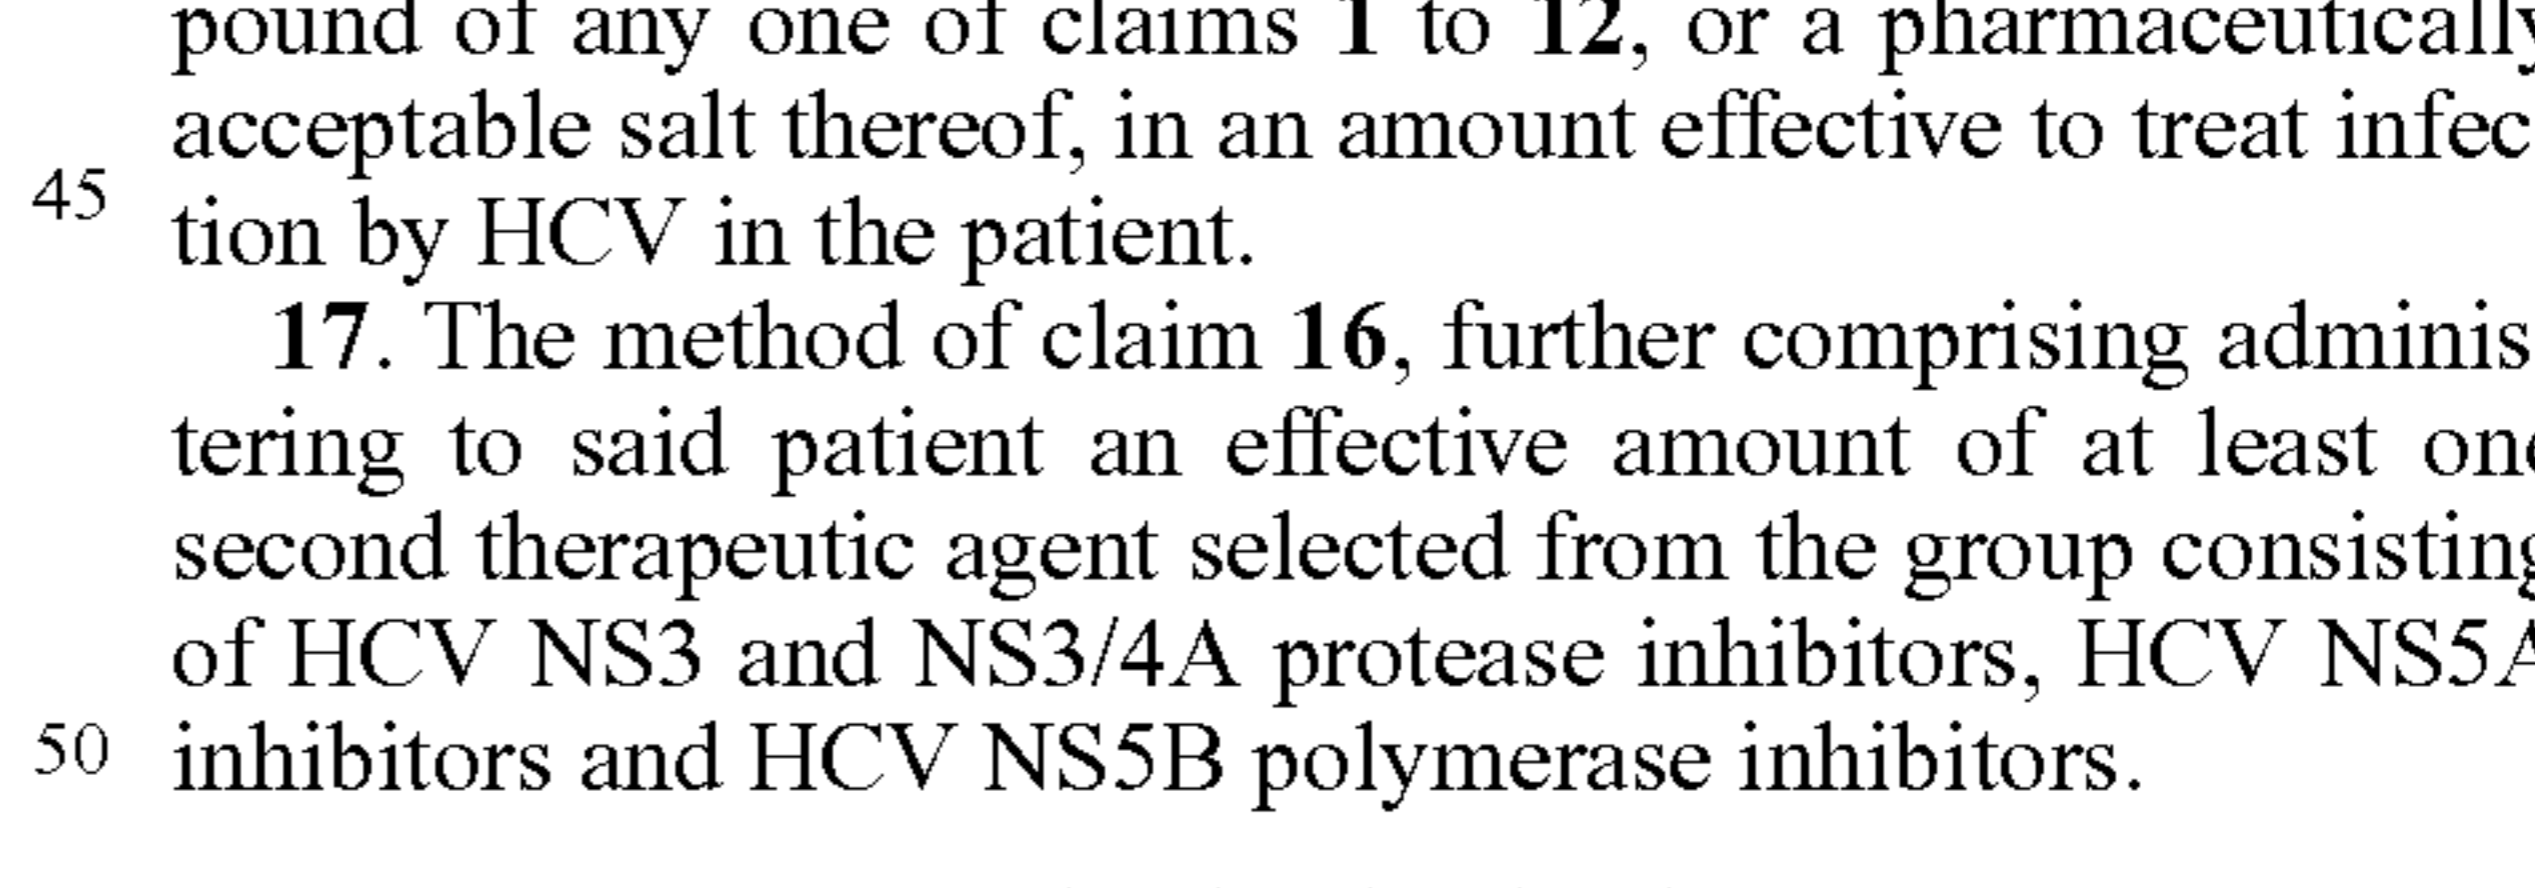 pound of any one of claims 1 to 12, or a pharmaceutically
acceptable salt thereof, in an amount effective to treat infec
45 tion by HCV in the patient.
17. The method of claim 16, further comprising adminis
tering to said patient an effective amount of at least one
second therapeutic agent selected from the group consisting
of HCV NS3 and NS3/4A protease inhibitors, HCV NS5A
50 inhibitors and HCV NS5B polymerase inhibitors.